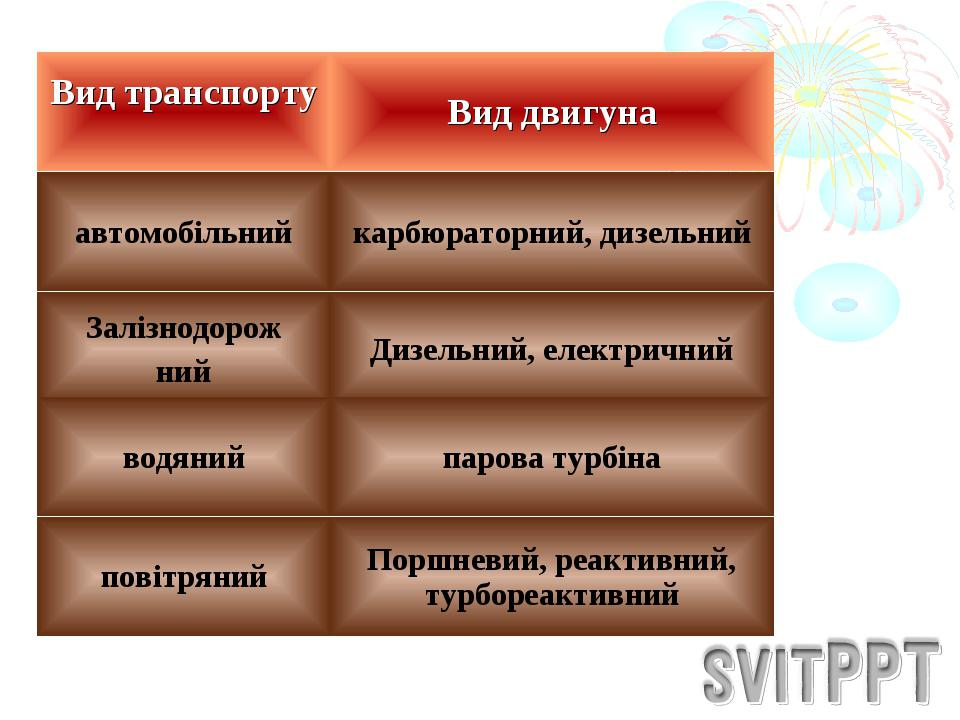 Вид транспорту
Вид двигуна
автомобільний
карбюраторний, дизельний
Залізнодорож
ний
Дизельний, електричний
водяний
парова турбіна
повітряний
Поршневий, реактивний,
турбореактивний
SVITPPT